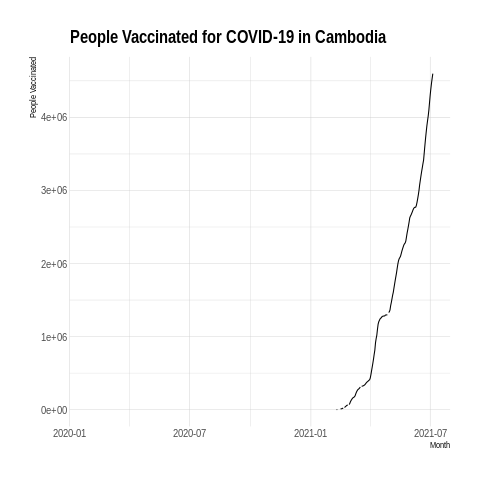 People Vaccinated for COVID-19 in Cambodia
People Vaccinated
4e+06
3e+06
2e+06
1e+06
0e+00
2020-01 2020-07 2021-01 2021-07
Month